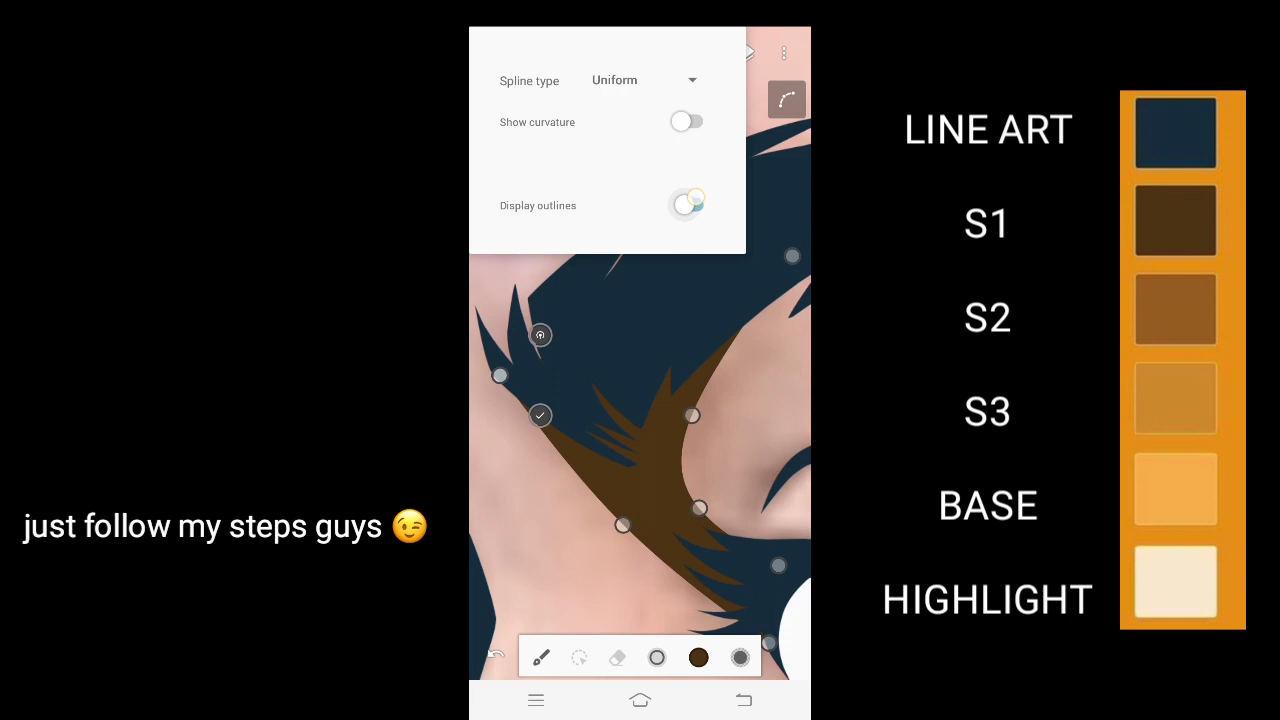 Spline type
Uniform
Show curvature
Display outlines
just follow my steps guys 😉
LINE ART
S1
S2
S3
BASE
HIGHLIGHT